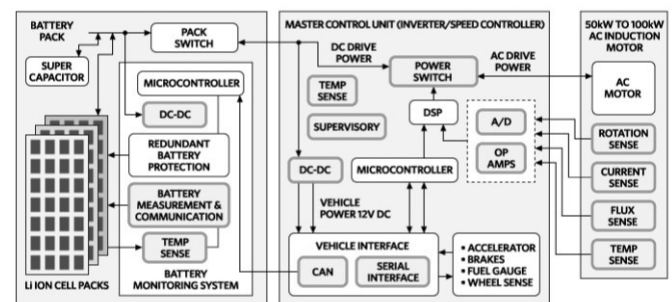 BATTERY
PACK
PACK
SWITCH
SUPER
CAPACITOR
MICROCONTROLLER
DC-DC
REDUNDANT
BATTERY
PROTECTION
BATTERY
MEASUREMENT &
COMMUNICATION
TEMP
SENSE
BATTERY
MONITORING SYSTEM
Li ION CELL PACKS
MASTER CONTROL UNIT (INVERTER/SPEED CONTROLLER)
DC DRIVE
POWER
POWER
SWITCH
AC DRIVE
POWER
TEMP
SENSE
SUPERVISORY
DSP
A/D
OP
AMPS
DC-DC
MICROCONTROLLER
VEHICLE
POWER 12V DC
VEHICLE INTERFACE
CAN
SERIAL
INTERFACE
• ACCELERATOR
• BRAKES
• FUEL GAUGE
• WHEEL SENSE
50kW TO 100kW
AC INDUCTION
MOTOR
AC
MOTOR
ROTATION
SENSE
CURRENT
SENSE
FLUX
SENSE
TEMP
SENSE